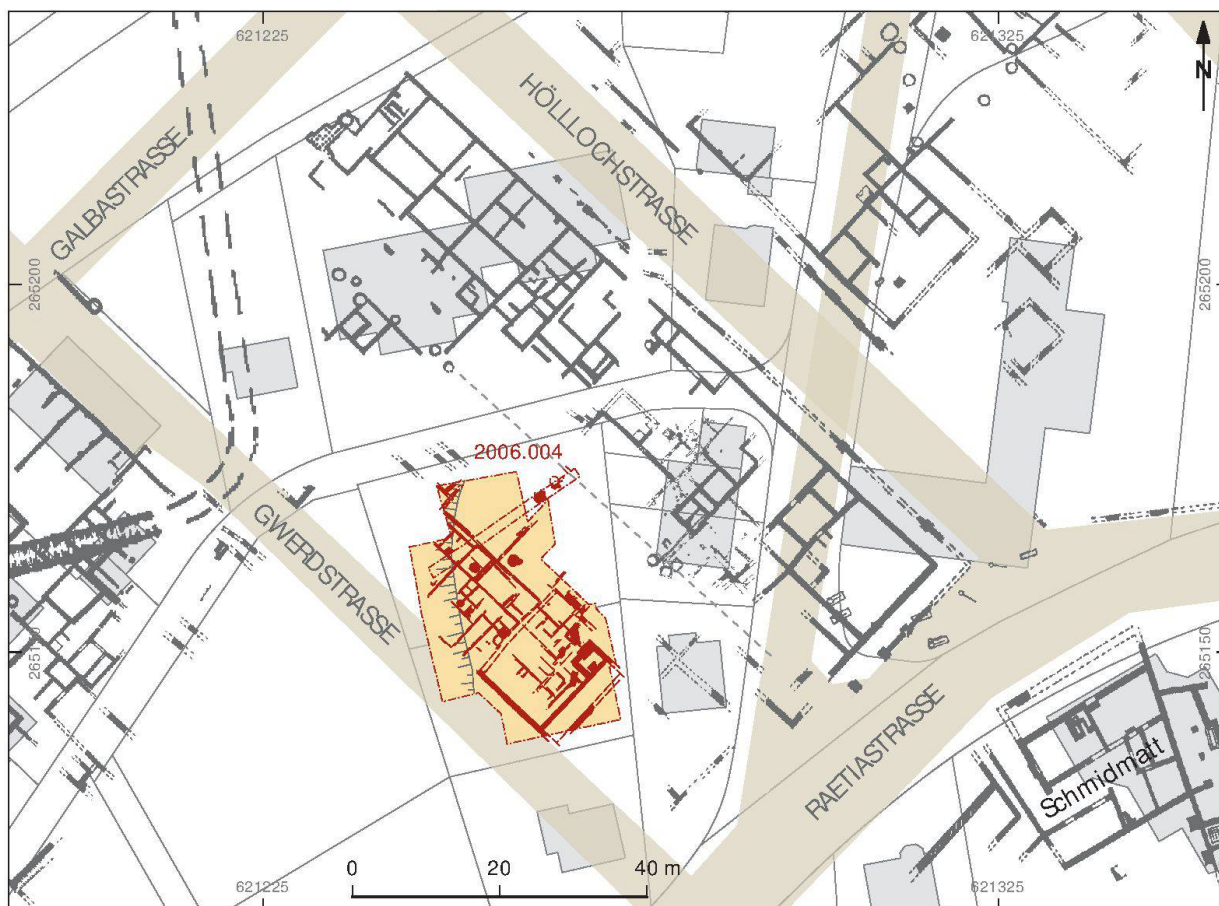 621225
621325
N
HÖLLLOCHSTRASSE
GALBASTRASSE
265200
265200
2006.004
GWERDSTRASSE
265150
RAETIASTRASSE
Schmidmatt
0 20 40 m
621225
621325